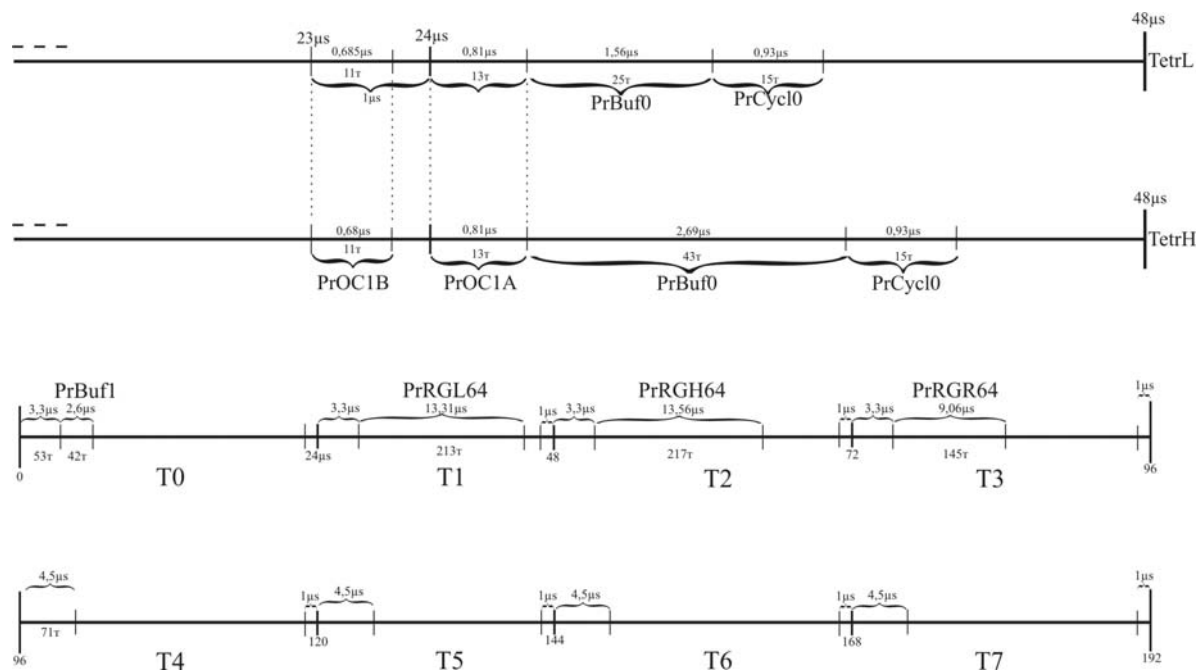 48µs
23µs 24µs
0,685µs 0,81µs 1,56µs 0,93µs
TetrL
11τ 13τ 25τ 15τ
1µs PrBuf0 PrCycl0
48µs
0,68µs 0,81µs 2,69µs 0,93µs
TetrH
11τ 13τ 43τ 15τ
PrOC1B PrOC1A PrBuf0 PrCycl0
PrBuf1 PrRGL64 PrRGH64 PrRGR64
1µs
3,3µs 2,6µs 3,3µs 13,31µs 1µs 3,3µs 13,56µs 1µs 3,3µs 9,06µs
53τ 42τ 24µs 213τ 48 217τ 72 145τ
0 T0 T1 T2 T3 96
4,5µs 1µs 4,5µs 1µs 4,5µs 1µs 4,5µs 1µs
71τ
96 120 144 168 192
T4 T5 T6 T7